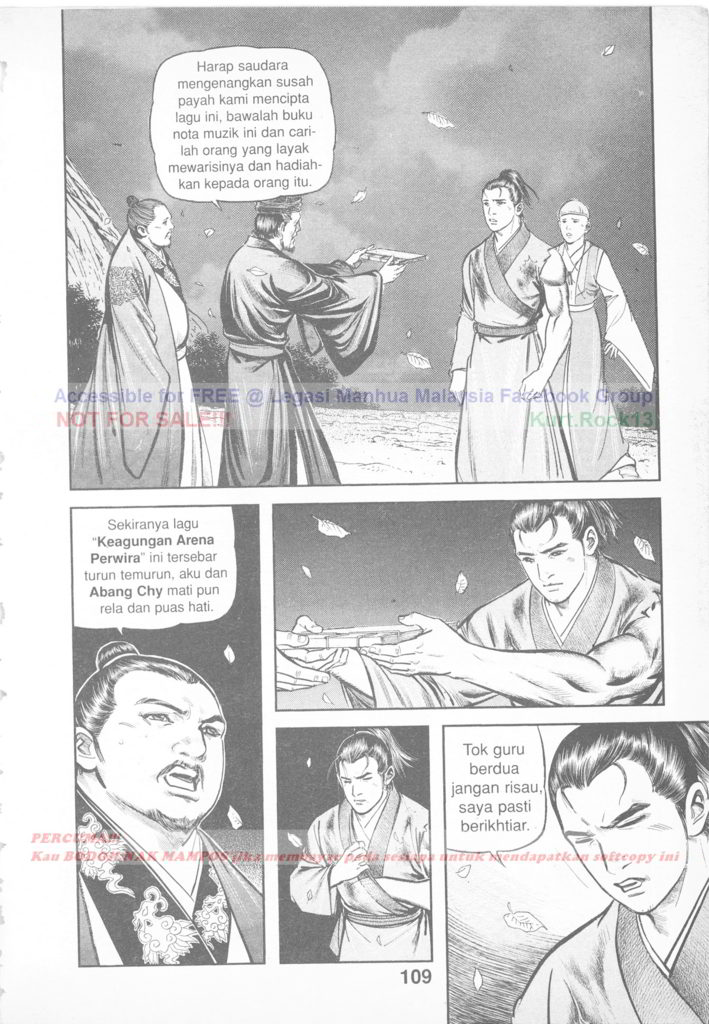 Harap saudara
mengenangkan susah
payah kami mencipta
lagu ini, bawalah buku
nota muzik ini dan cari-
lah orang yang layak
mewarisinya dan hadiah-
kan kepada orang itu.
Accessible for FREE @ Legasi Manhua Malaysia Facebook Group
NOT FOR SALE!!!
Kurt.Rock13
Sekiranya lagu
"Keagungan Arena
Perwira" ini tersebar
turun temurun, aku dan
Abang Chy mati pun
rela dan puas hati.
Tok guru
berdua
jangan risau,
saya pasti
berikhtiar.
PERCUMA!!
Kau BODOH NAK MAMPOS jika membayar pada sesiapa untuk mendapatkan softcopy ini
109